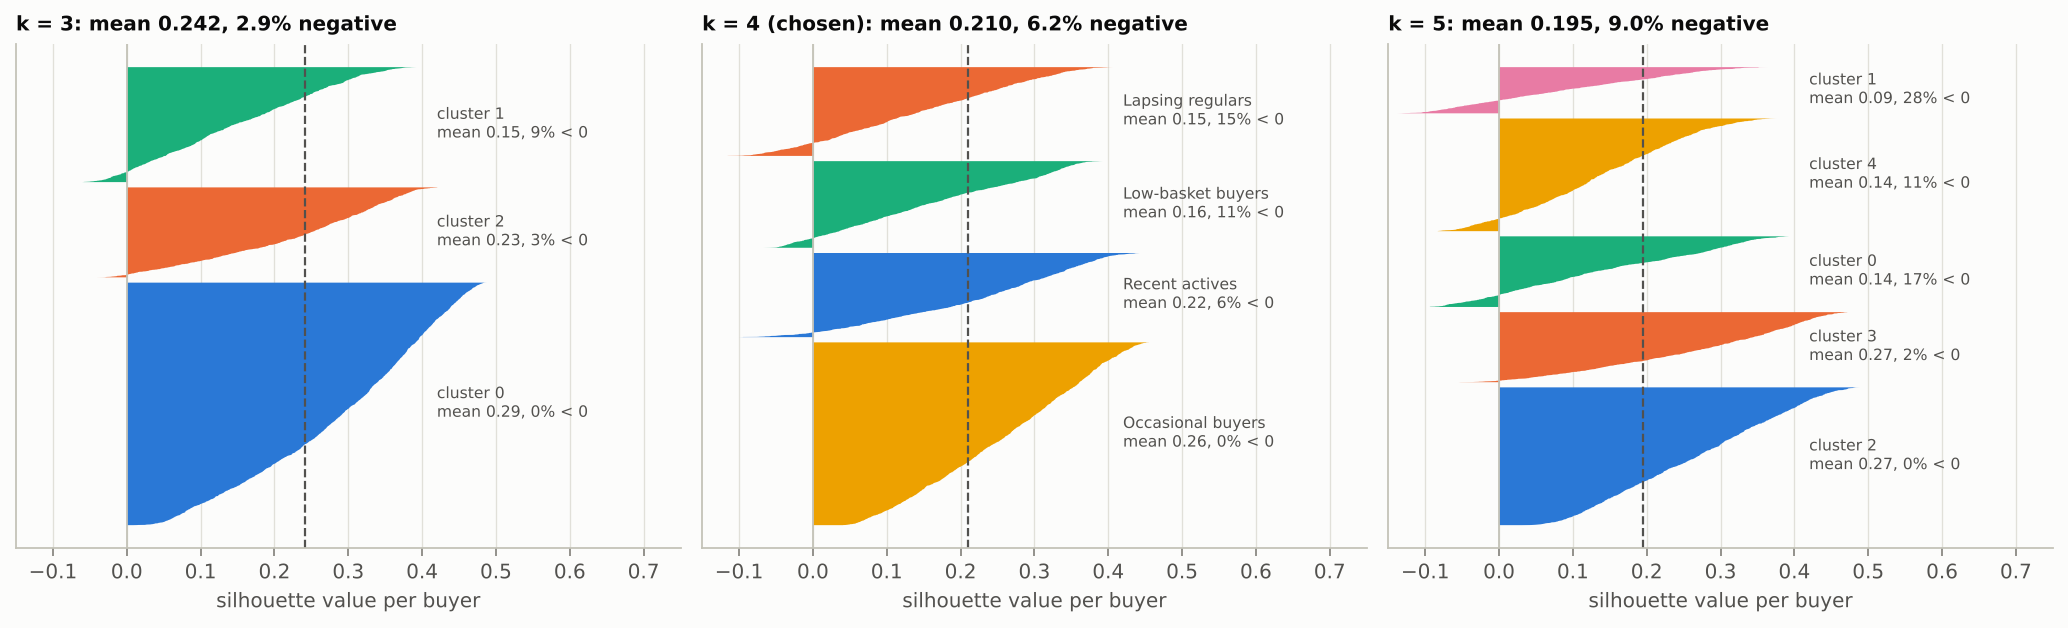 k = 3: mean 0.242, 2.9% negative
cluster 1
mean 0.15, 9% < 0
cluster 2
mean 0.23, 3% < 0
cluster 0
mean 0.29, 0% < 0
−0.1 0.0 0.1 0.2 0.3 0.4 0.5 0.6 0.7
silhouette value per buyer
k = 4 (chosen): mean 0.210, 6.2% negative
Lapsing regulars
mean 0.15, 15% < 0
Low-basket buyers
mean 0.16, 11% < 0
Recent actives
mean 0.22, 6% < 0
Occasional buyers
mean 0.26, 0% < 0
−0.1 0.0 0.1 0.2 0.3 0.4 0.5 0.6 0.7
silhouette value per buyer
k = 5: mean 0.195, 9.0% negative
cluster 1
mean 0.09, 28% < 0
cluster 4
mean 0.14, 11% < 0
cluster 0
mean 0.14, 17% < 0
cluster 3
mean 0.27, 2% < 0
cluster 2
mean 0.27, 0% < 0
−0.1 0.0 0.1 0.2 0.3 0.4 0.5 0.6 0.7
silhouette value per buyer